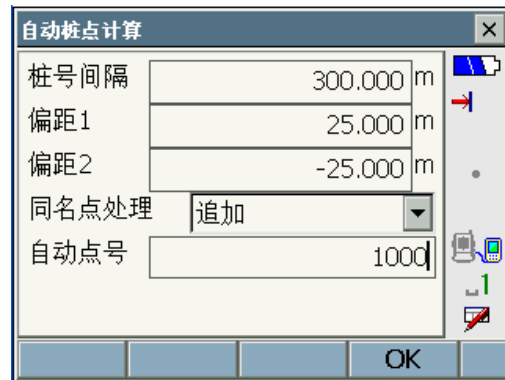 自动桩点计算
桩号间隔 300.000 m
偏距1 25.000 m
偏距2 -25.000 m
同名点处理 追加
自动点号 1000
1
OK